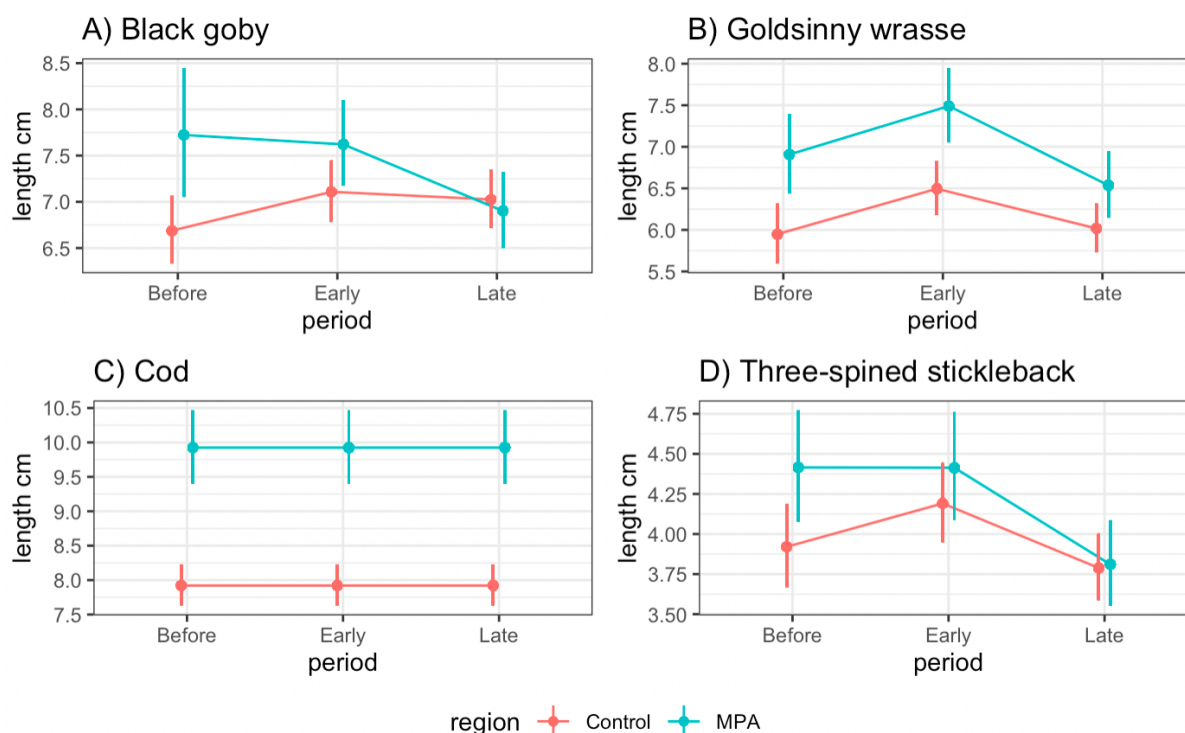 A) Black goby
8.5
8.0
7.5
7.0
6.5
length cm
Before Early Late
period
B) Goldsinny wrasse
8.0
7.5
7.0
6.5
6.0
5.5
length cm
Before Early Late
period
C) Cod
10.5
10.0
9.5
9.0
8.5
8.0
7.5
length cm
Before Early Late
period
D) Three-spined stickleback
4.75
4.50
4.25
4.00
3.75
3.50
length cm
Before Early Late
period
region Control MPA